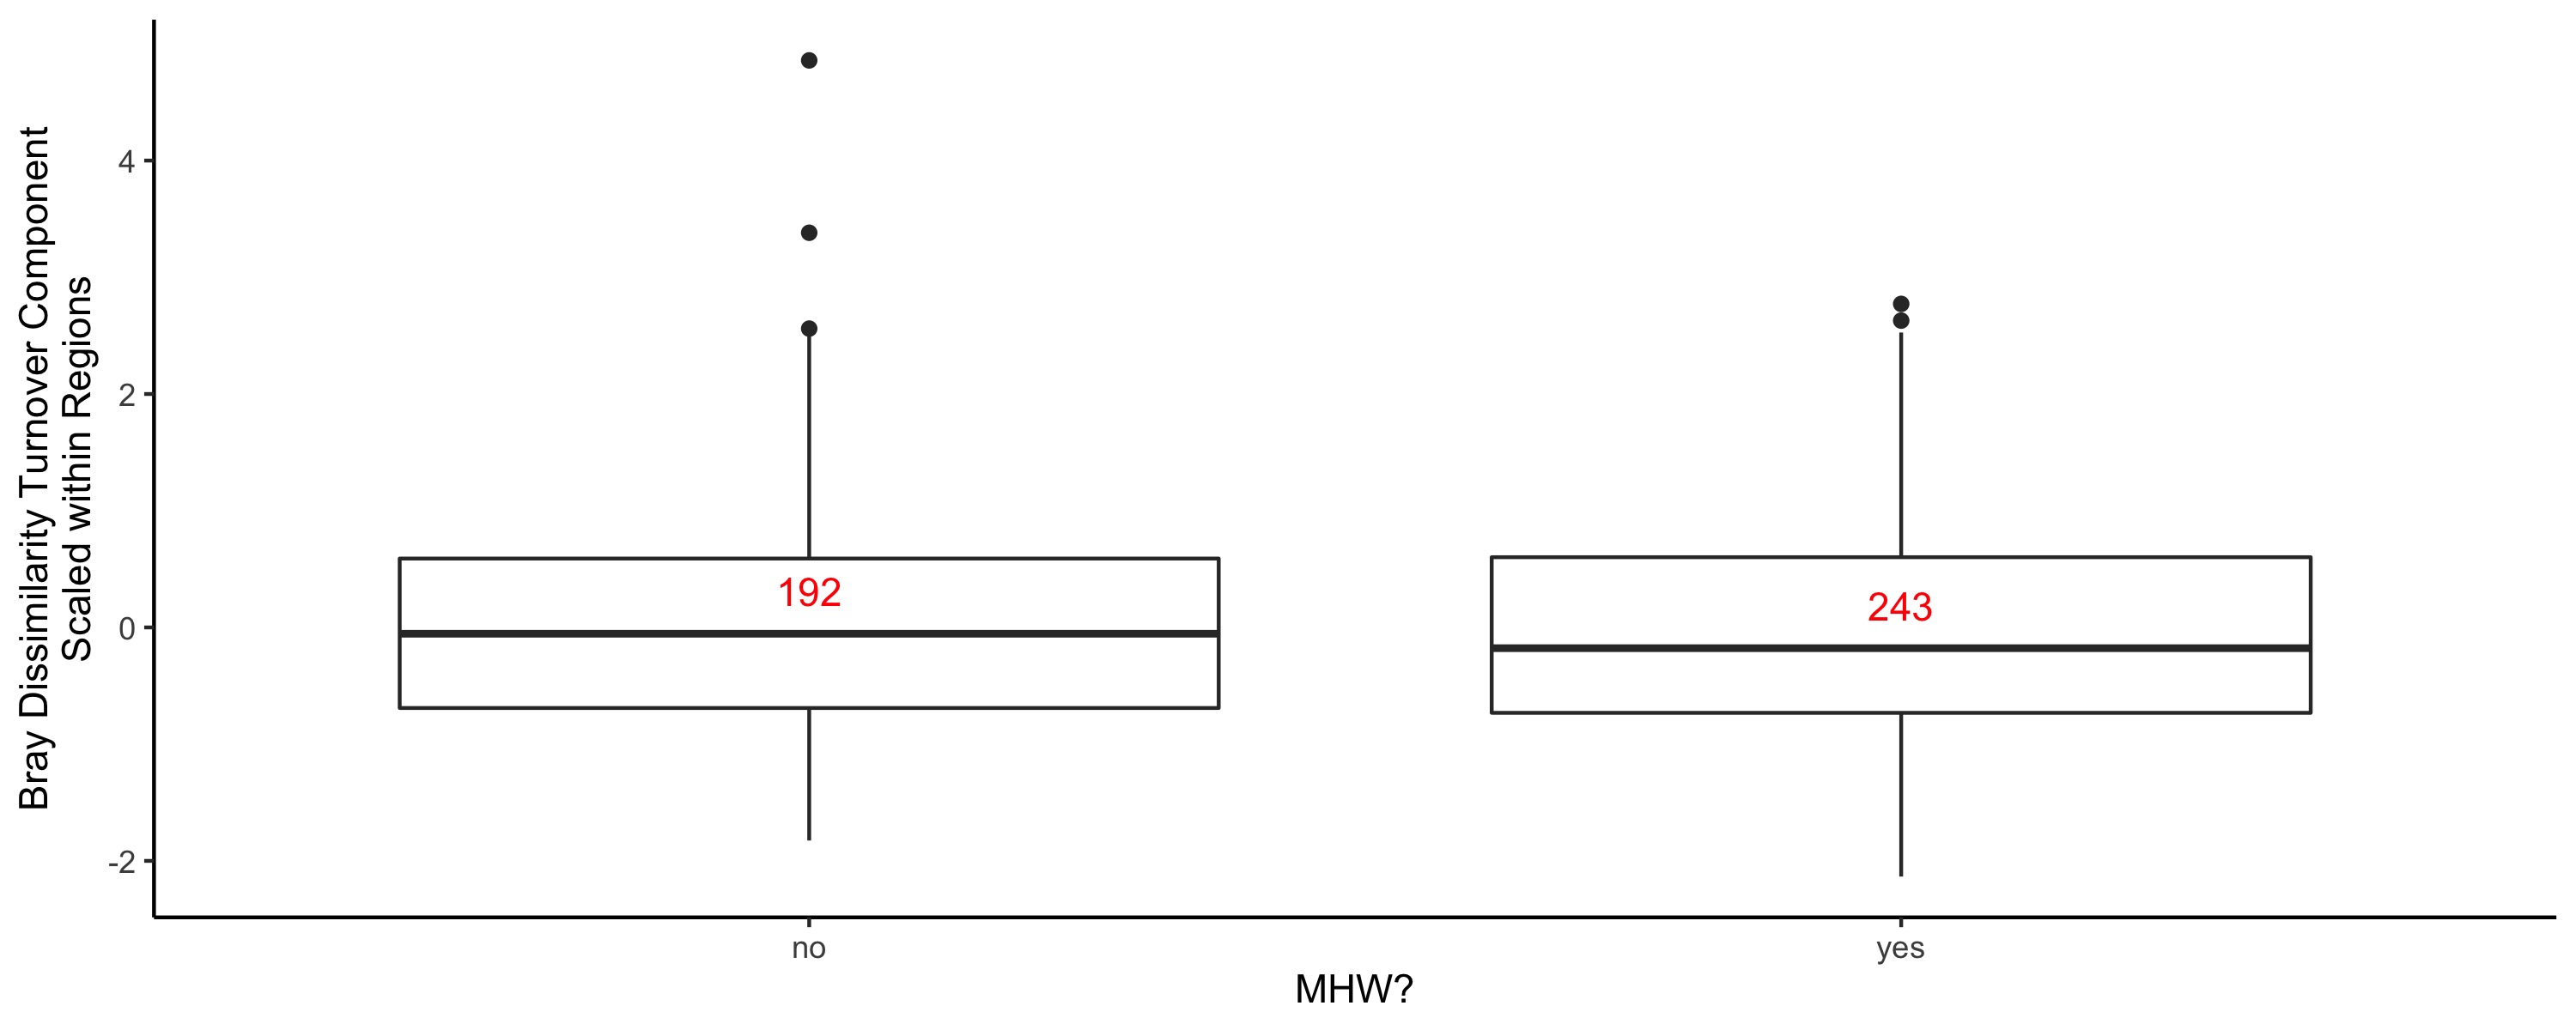 Bray Dissimilarity Turnover Component
Scaled within Regions
4
2
0
-2
192
243
no
yes
MHW?